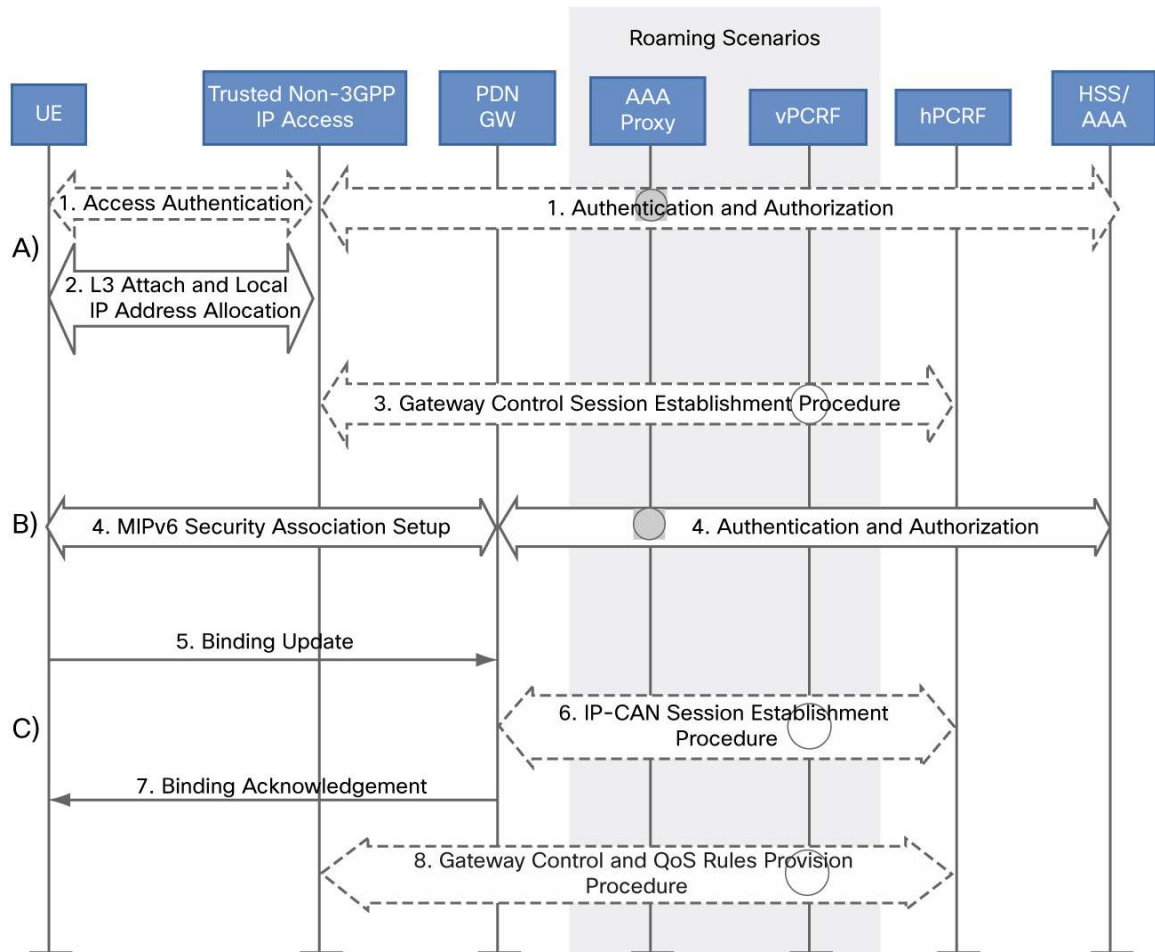 Roaming Scenarios
UE
Trusted Non-3GPP
IP Access
PDN
GW
AAA
Proxy
vPCRF
hPCRF
HSS/
AAA
A)
1. Access Authentication
1. Authentication and Authorization
2. L3 Attach and Local
IP Address Allocation
3. Gateway Control Session Establishment Procedure
B)
4. MIPv6 Security Association Setup
4. Authentication and Authorization
5. Binding Update
C)
6. IP-CAN Session Establishment
Procedure
7. Binding Acknowledgement
8. Gateway Control and QoS Rules Provision
Procedure